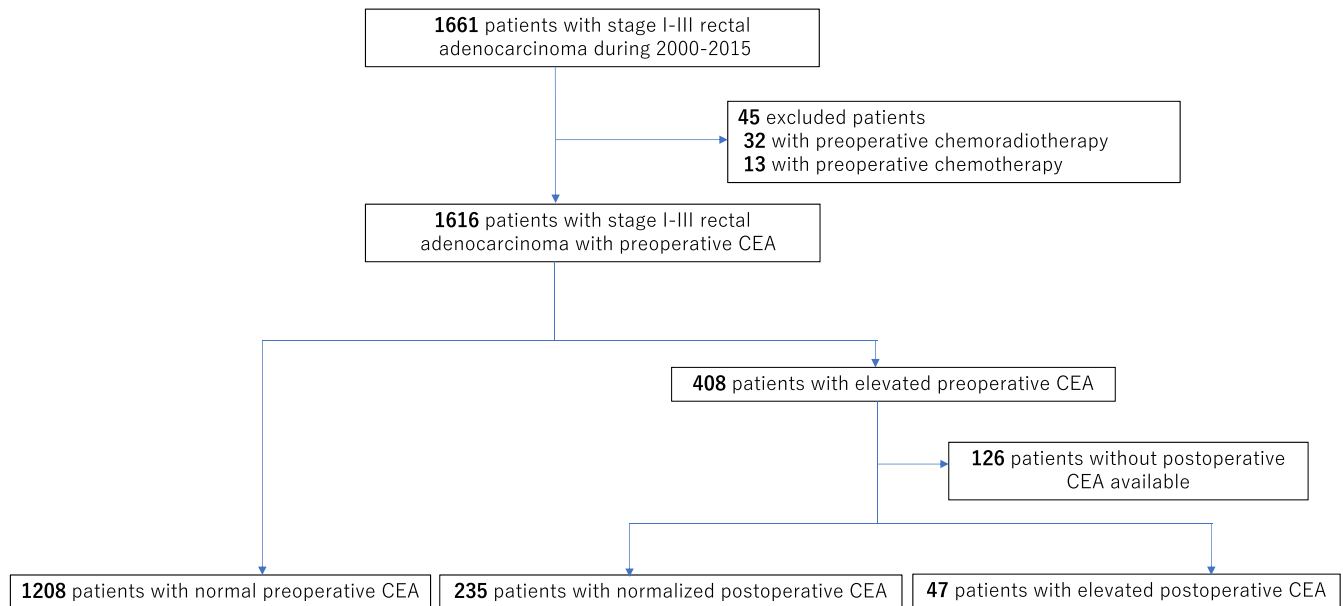 1661 patients with stage I-III rectal
adenocarcinoma during 2000-2015
45 excluded patients
32 with preoperative chemoradiotherapy
13 with preoperative chemotherapy
1616 patients with stage I-III rectal
adenocarcinoma with preoperative CEA
408 patients with elevated preoperative CEA
126 patients without postoperative
CEA available
1208 patients with normal preoperative CEA
235 patients with normalized postoperative CEA
47 patients with elevated postoperative CEA